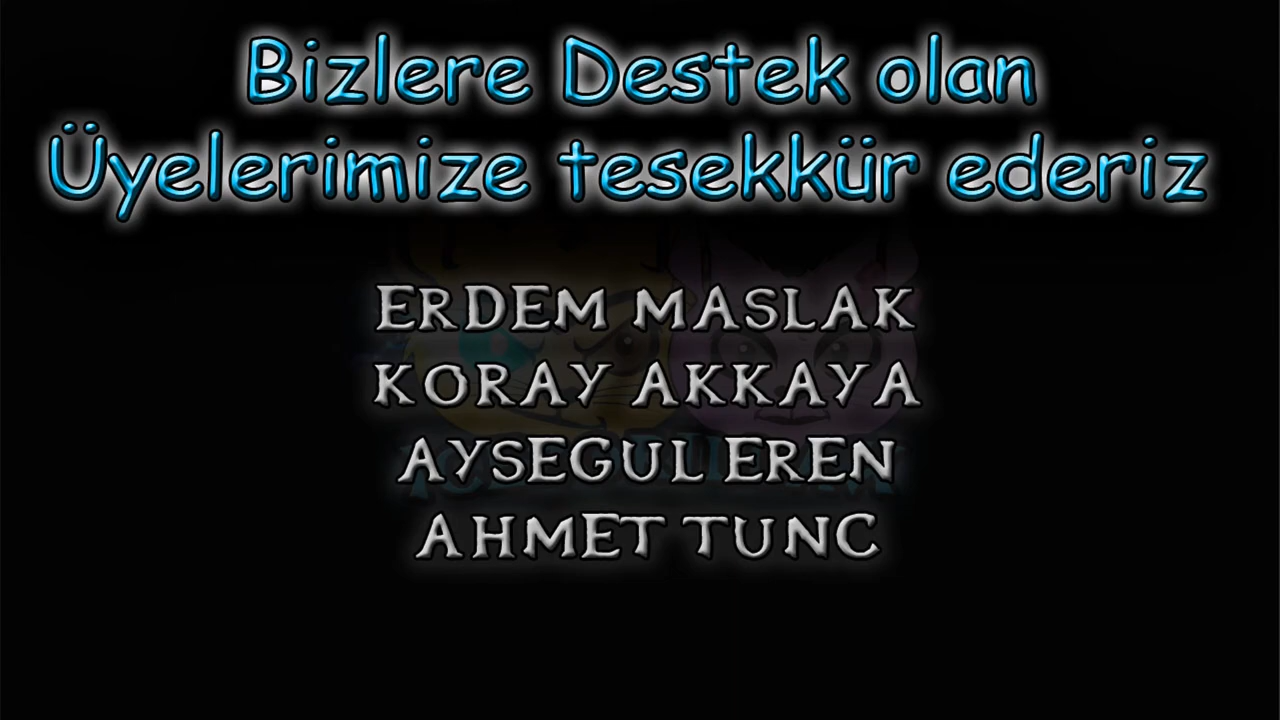 Bizlere Destek olan
Üyelerimize tesekkür ederiz
ERDEM MASLAK
KORAY AKKAYA
AYSEGUL EREN
AHMET TUNC